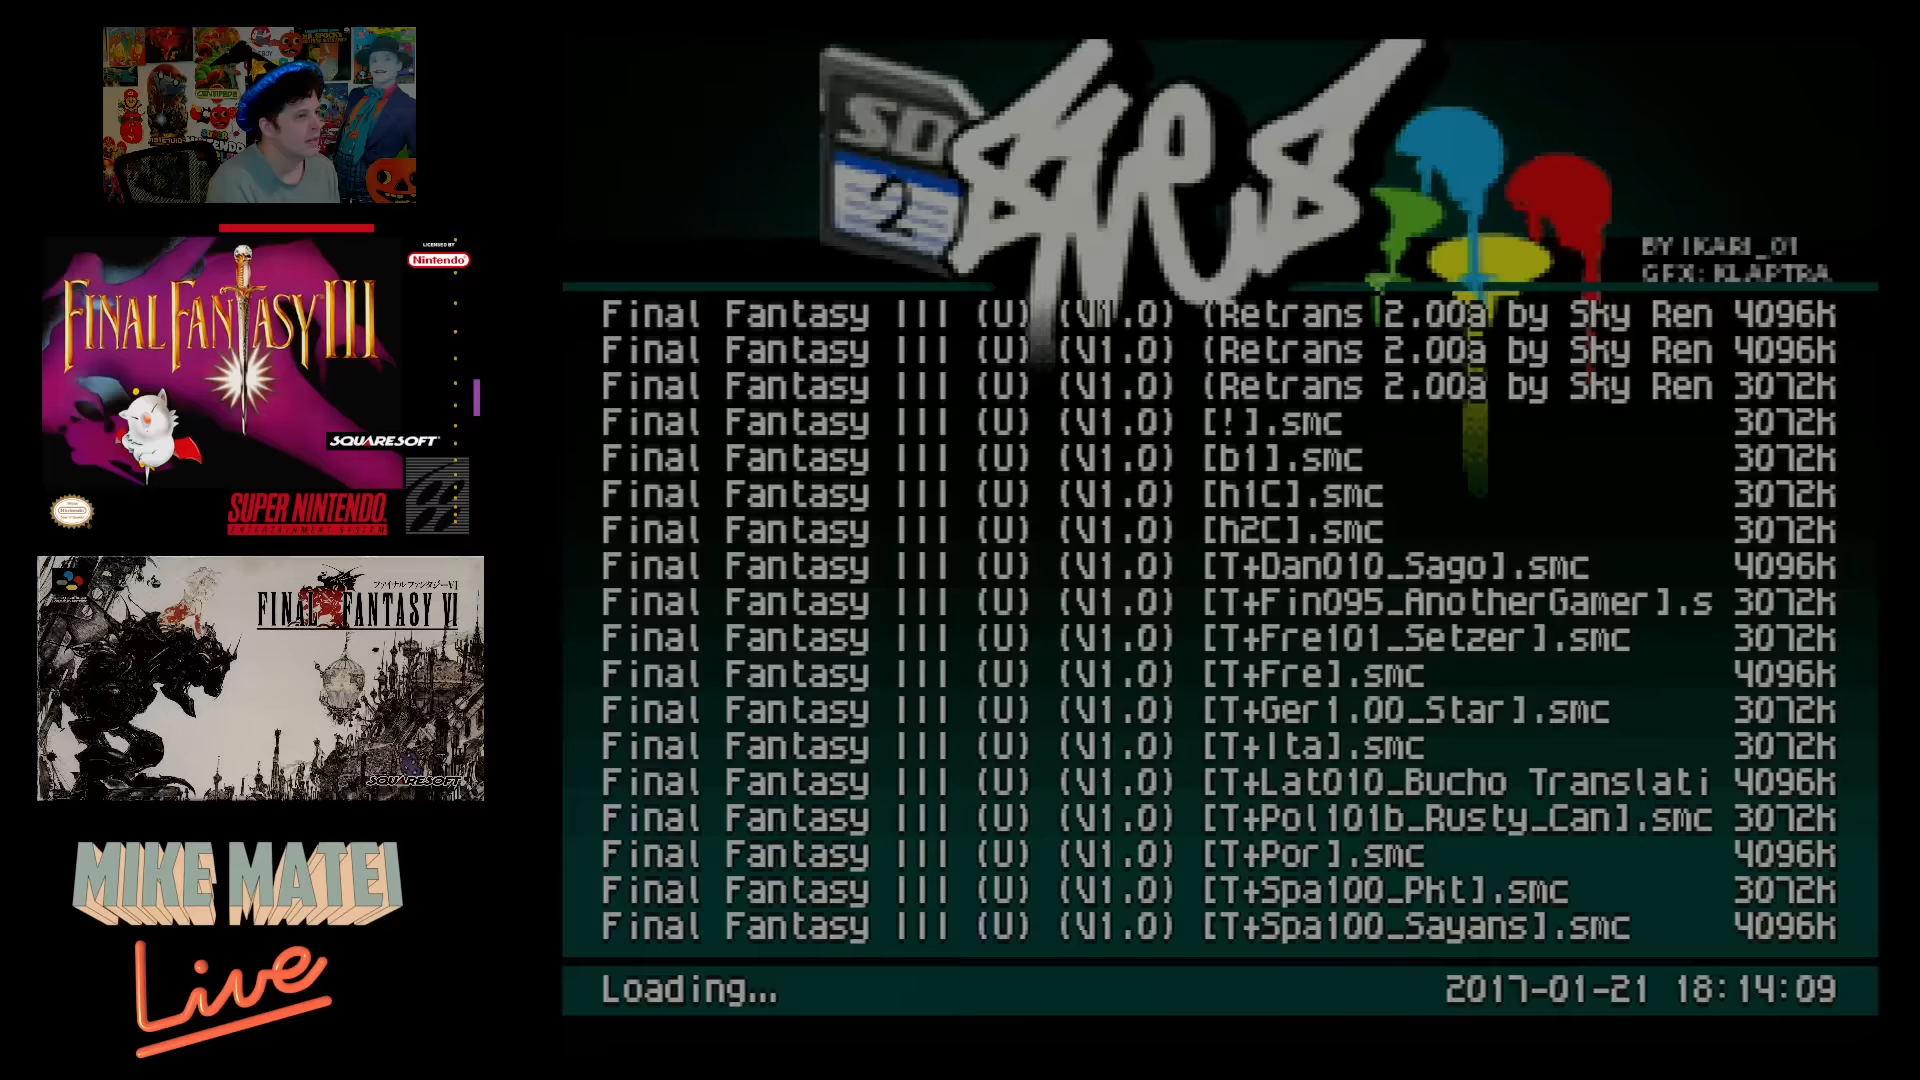 LICENSED BY
Nintendo
FINAL FANTASY III
SQUARESOFT
SUPER NINTENDO
ENTERTAINMENT SYSTEM
ファイナルファンタジーVI
FINAL FANTASY VI
SQUARESOFT
MIKE MATEI
Live
SD
2
BY IKARI_01
GFX: KLAPTRA
Final Fantasy III (U) (V1.0) (Retrans 2.00a by Sky Ren 4096k
Final Fantasy III (U) (V1.0) (Retrans 2.00a by Sky Ren 4096k
Final Fantasy III (U) (V1.0) (Retrans 2.00a by Sky Ren 3072k
Final Fantasy III (U) (V1.0) [!].smc 3072k
Final Fantasy III (U) (V1.0) [b1].smc 3072k
Final Fantasy III (U) (V1.0) [h1C].smc 3072k
Final Fantasy III (U) (V1.0) [h2C].smc 3072k
Final Fantasy III (U) (V1.0) [T+Dan010_Sago].smc 4096k
Final Fantasy III (U) (V1.0) [T+Fin095_AnotherGamer].s 3072k
Final Fantasy III (U) (V1.0) [T+Fre101_Setzer].smc 3072k
Final Fantasy III (U) (V1.0) [T+Fre].smc 4096k
Final Fantasy III (U) (V1.0) [T+Ger1.00_Star].smc 3072k
Final Fantasy III (U) (V1.0) [T+Ita].smc 3072k
Final Fantasy III (U) (V1.0) [T+Lat010_Bucho Translati 4096k
Final Fantasy III (U) (V1.0) [T+Pol101b_Rusty_Can].smc 3072k
Final Fantasy III (U) (V1.0) [T+Por].smc 4096k
Final Fantasy III (U) (V1.0) [T+Spa100_Pkt].smc 3072k
Final Fantasy III (U) (V1.0) [T+Spa100_Sayans].smc 4096k
Loading... 2017-01-21 18:14:09